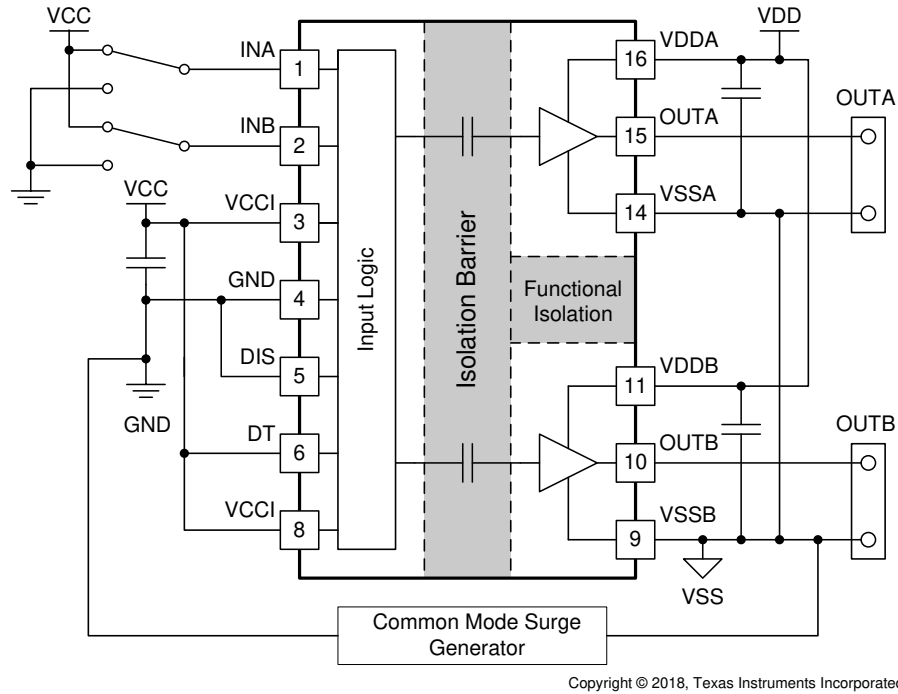 VCC
INA
1
INB
2
VCC
VCCI
3
GND
4
DIS
5
GND
DT
6
VCCI
8
Input Logic
Isolation Barrier
Functional
Isolation
VDD
VDDA
16
OUTA
15
VSSA
14
OUTA
VDDB
11
OUTB
10
VSSB
9
OUTB
VSS
Common Mode Surge
Generator
Copyright © 2018, Texas Instruments Incorporated